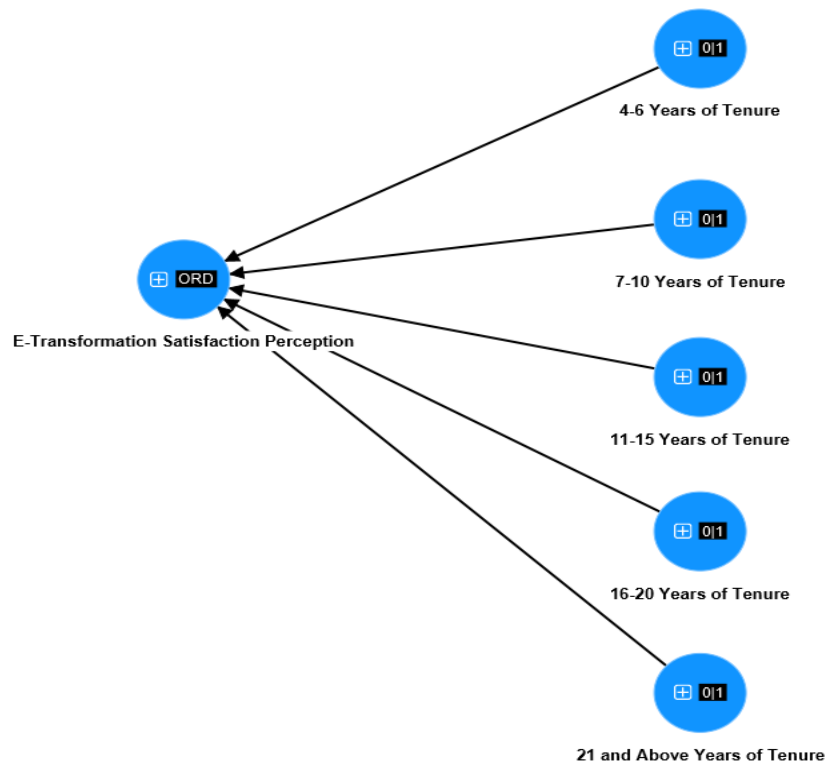 0|1
4-6 Years of Tenure
0|1
7-10 Years of Tenure
ORD
E-Transformation Satisfaction Perception
0|1
11-15 Years of Tenure
0|1
16-20 Years of Tenure
0|1
21 and Above Years of Tenure